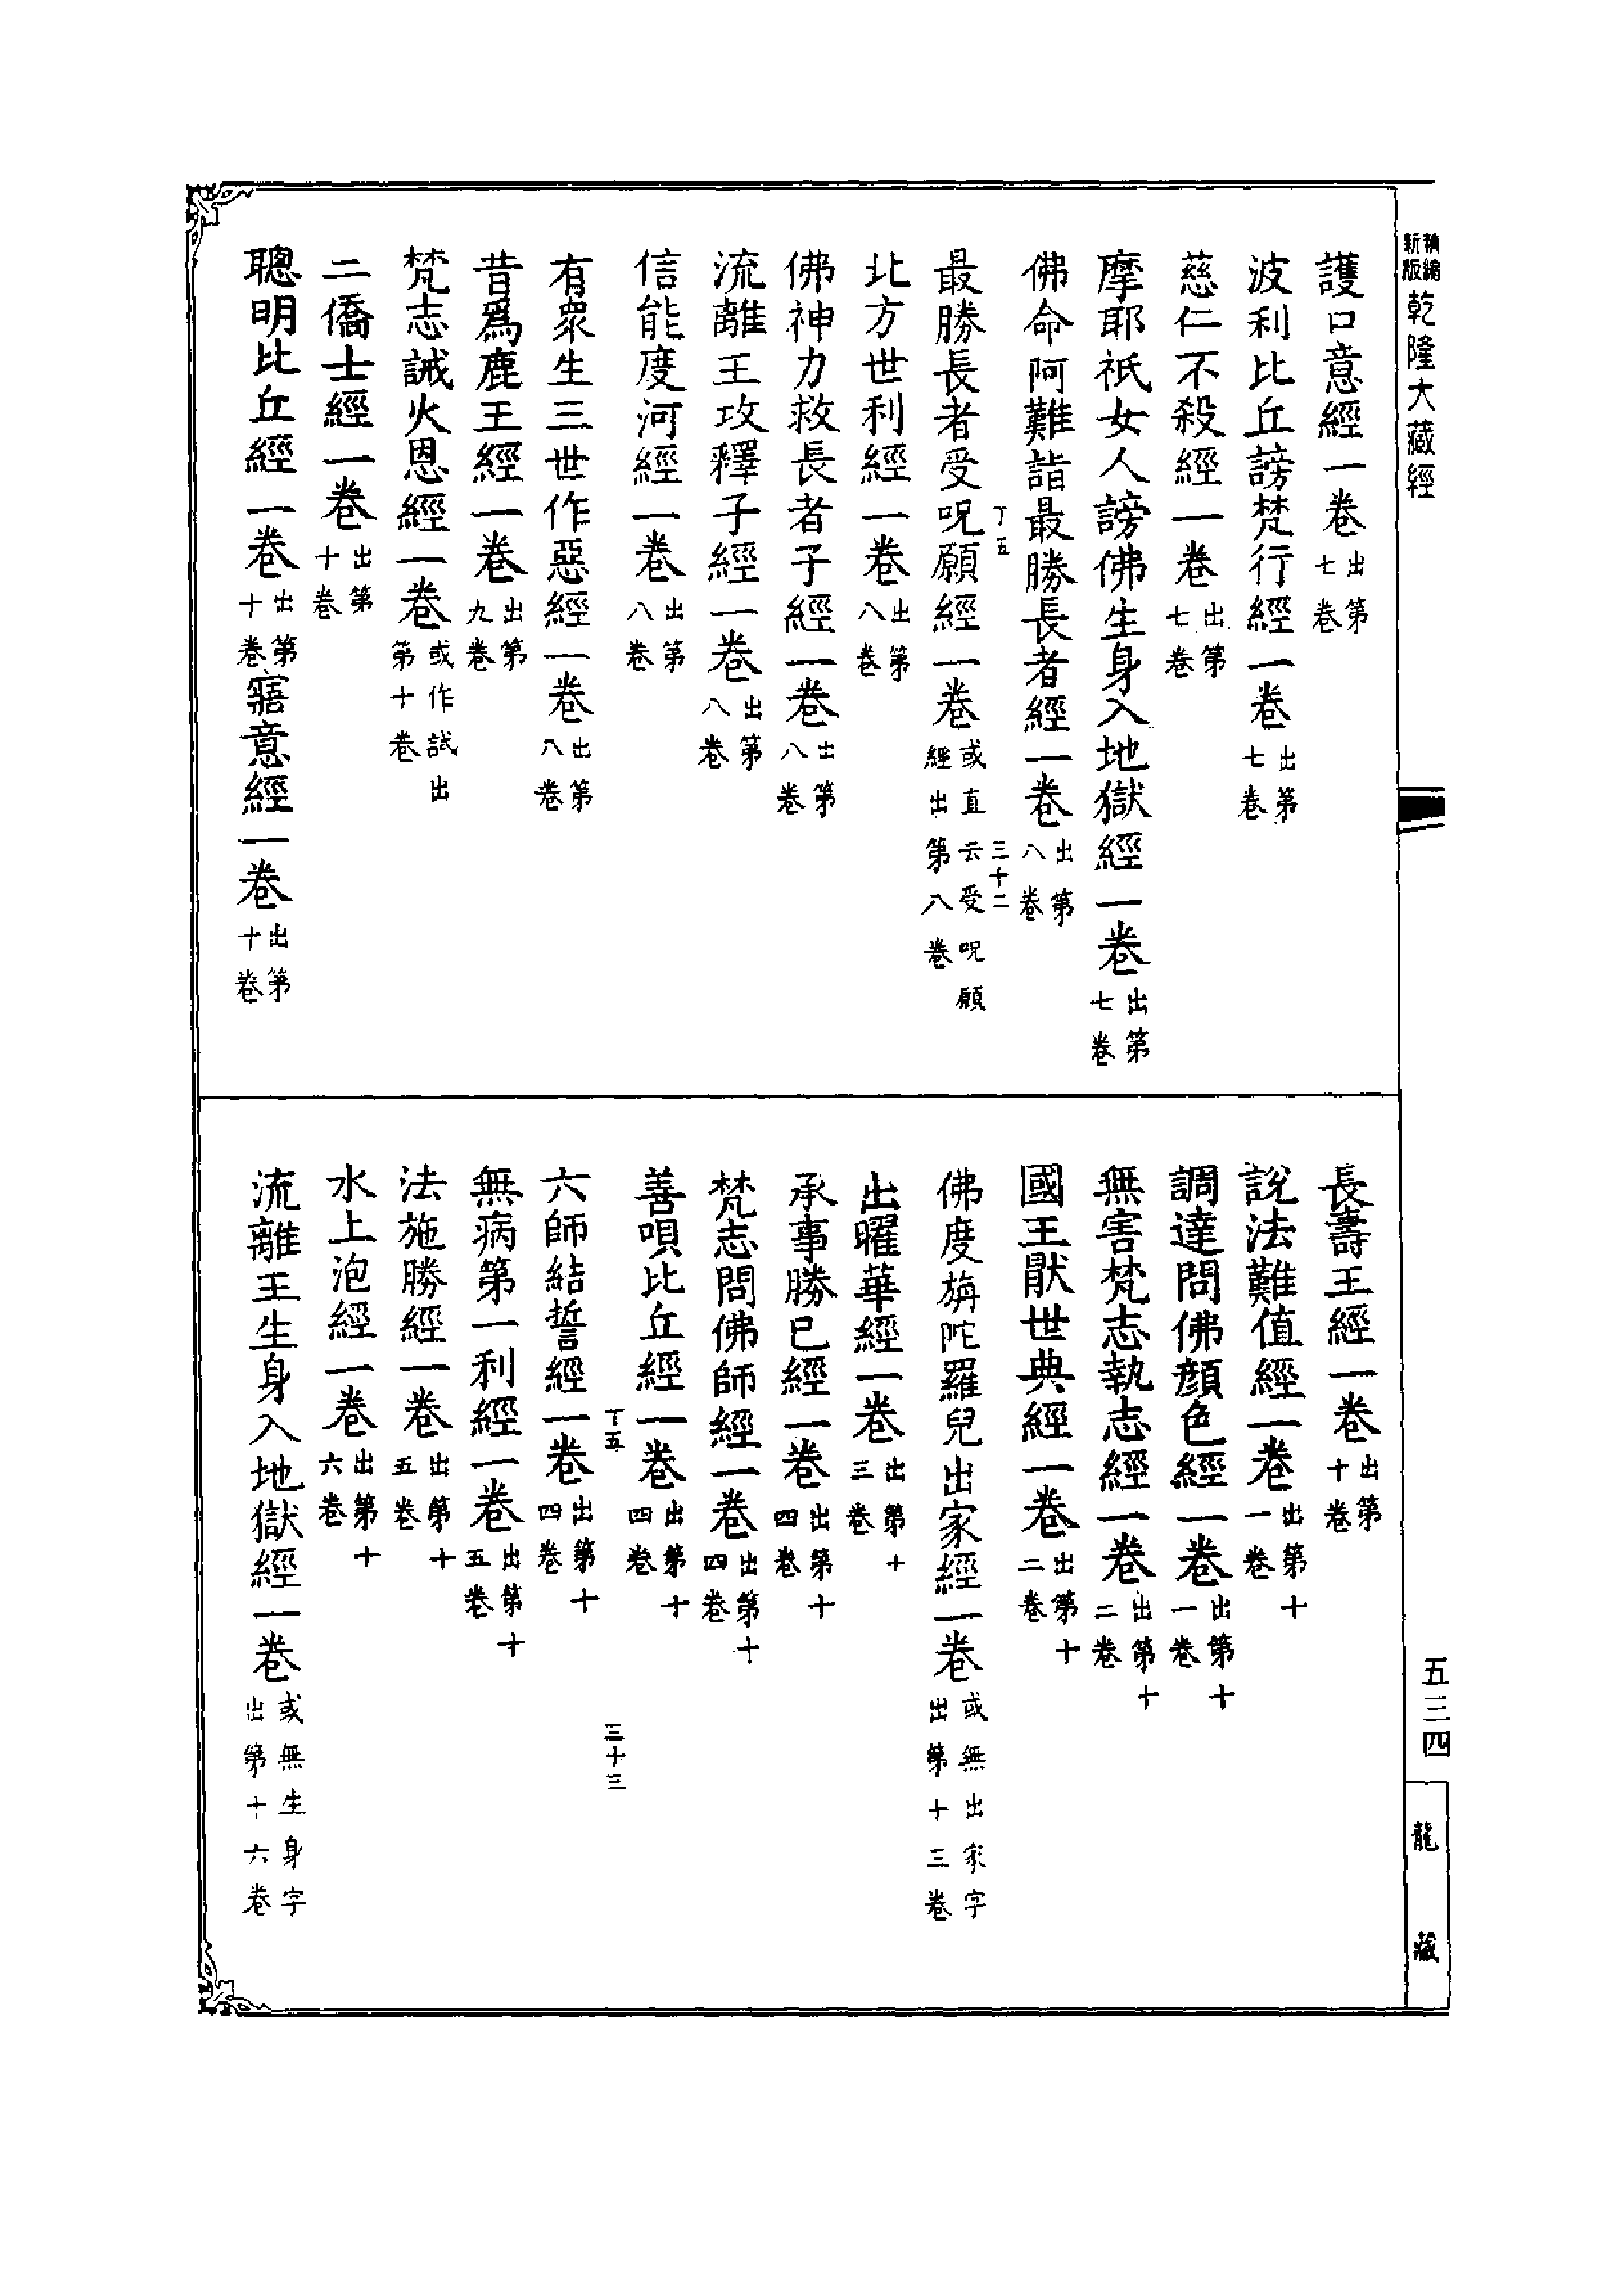 新版精縮乾隆大藏經
護口意經一卷出第七卷
波利比丘謗梵行經一卷出第七卷
慈仁不殺經一卷出第七卷
摩耶祇女人謗佛生身入地獄經一卷出第七卷
佛命阿難詣最勝長者經一卷出第八卷
丁五
三十二
最勝長者受呪願經一卷或直云受呪願經出第八卷
北方世利經一卷出第八卷
佛神力救長者子經一卷出第八卷
流離王攻釋子經一卷出第八卷
信能度河經一卷出第八卷
有衆生三世作惡經一卷出第八卷
昔爲鹿王經一卷出第九卷
梵志誡火恩經一卷或作試出第十卷
二僑士經一卷出第十卷
聰明比丘經一卷出第十卷寤意經一卷出第十卷
長壽王經一卷出第十卷
說法難值經一卷出第十一卷
調達問佛顏色經一卷出第十一卷
無害梵志執志經一卷出第十二卷
國王厭世典經一卷出第十二卷
佛度旃陀羅兒出家經一卷或無出家字出第十三卷
出曜華經一卷出第十三卷
承事勝已經一卷出第十四卷
梵志問佛師經一卷出第十四卷
善唄比丘經一卷出第十四卷
丁五
三十三
六師結誓經一卷出第十四卷
無病第一利經一卷出第十五卷
法施勝經一卷出第十五卷
水上泡經一卷出第十六卷
流離王生身入地獄經一卷或無生身字出第十六卷
五三四
龍藏